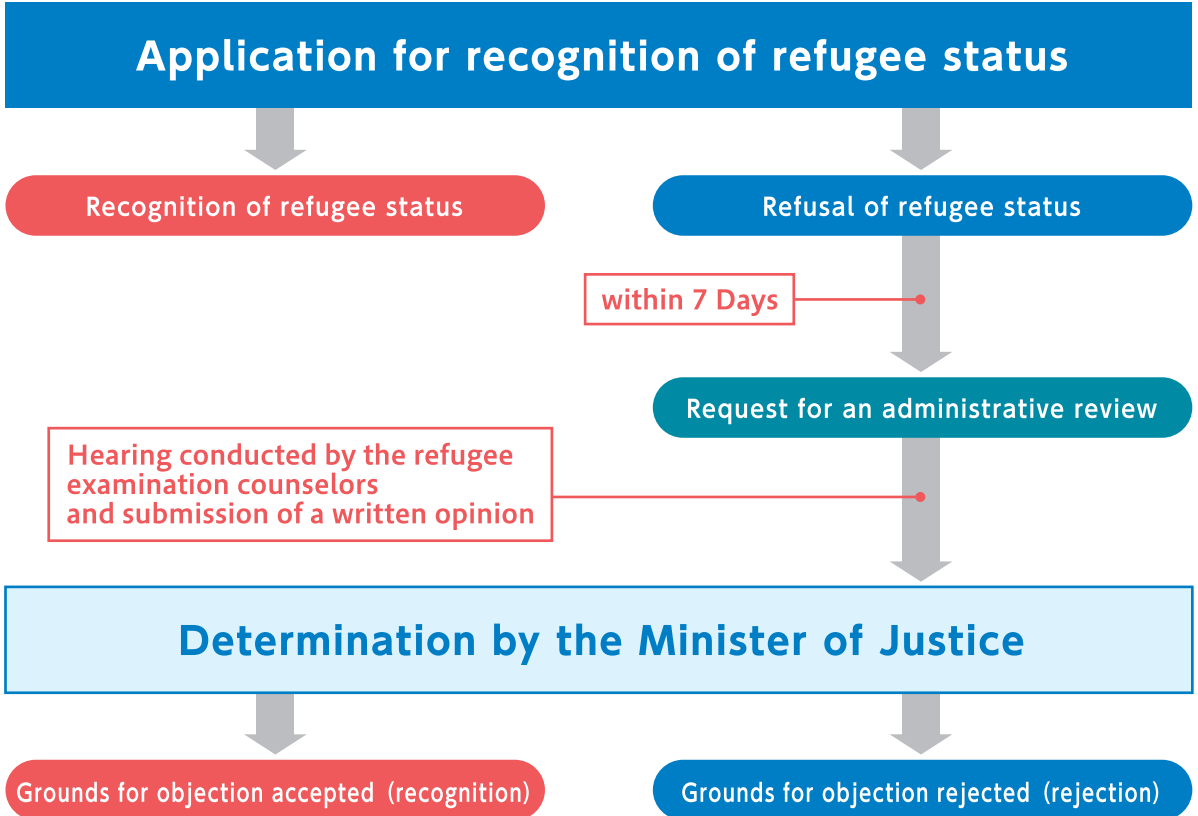 Application for recognition of refugee status
Recognition of refugee status
Refusal of refugee status
within 7 Days
Request for an administrative review
Hearing conducted by the refugee
examination counselors
and submission of a written opinion
Determination by the Minister of Justice
Grounds for objection accepted (recognition)
Grounds for objection rejected (rejection)